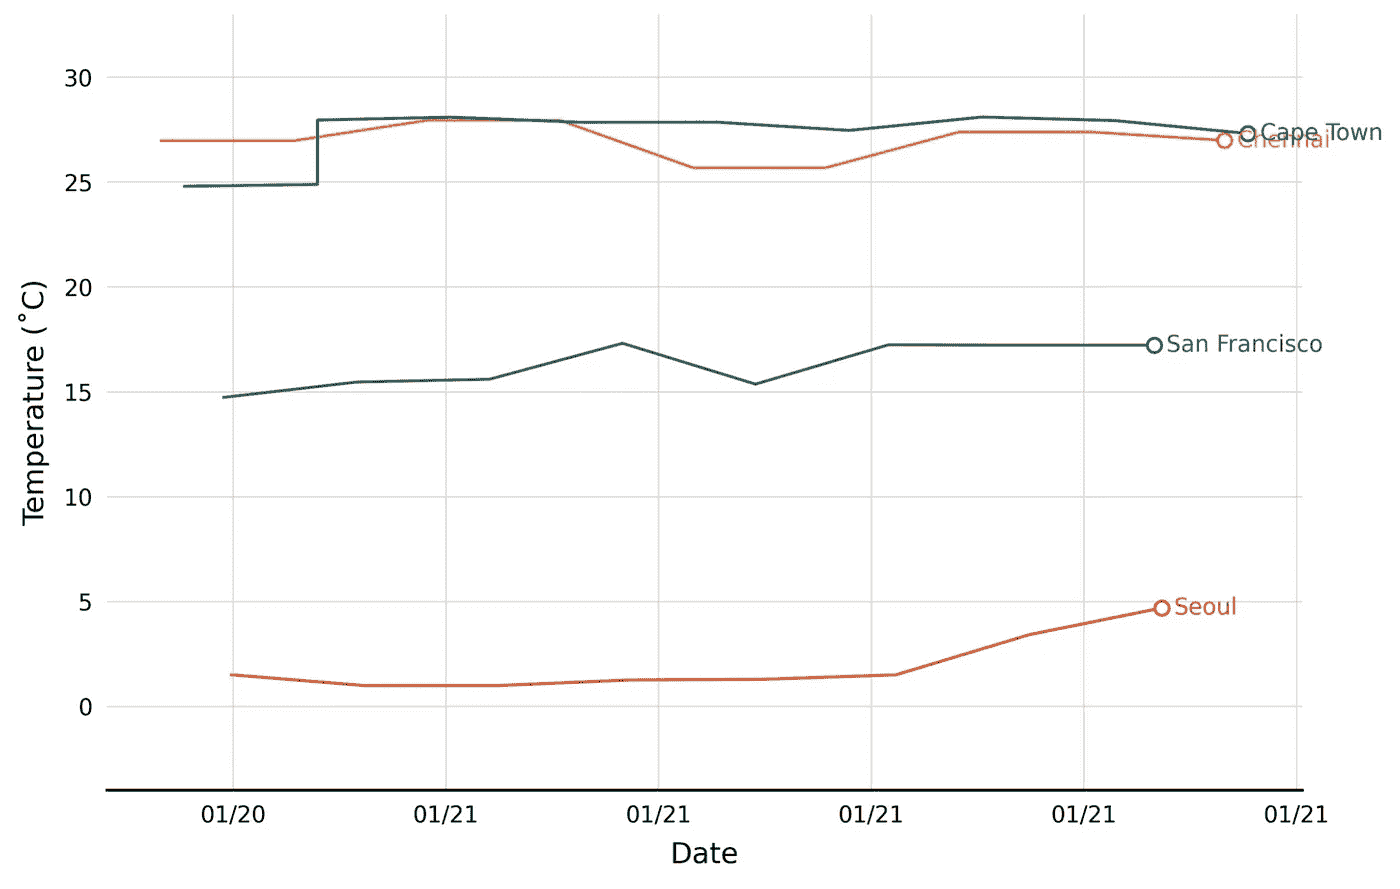 30
25
20
15
10
5
0
Temperature (˚C)
Cape Town
Chennai
San Francisco
Seoul
01/20 01/21 01/21 01/21 01/21 01/21
Date